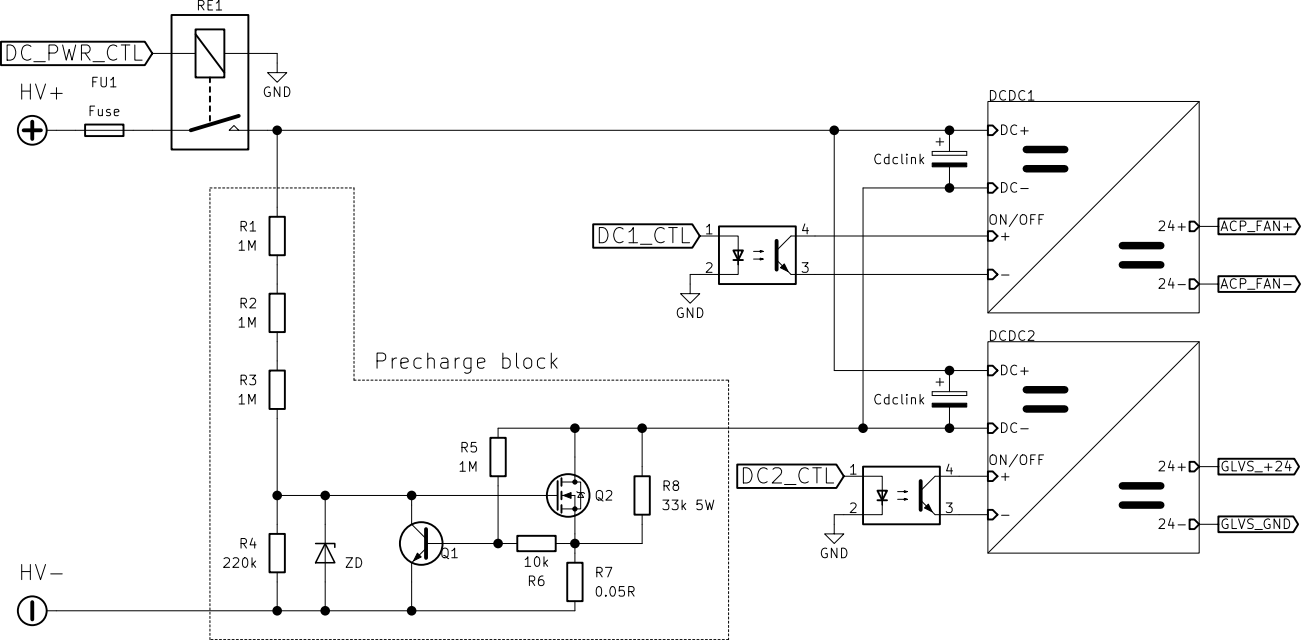 RE1
DC_PWR_CTL
FU1
GND
HV+
Fuse
DCDC1
DC+
Cdclink
+
DC-
R1
1M
DC1_CTL
1
4
ON/OFF
+
24+
ACP_FAN+
2
3
-
24-
ACP_FAN-
GND
R2
1M
DCDC2
Precharge block
DC+
R3
1M
Cdclink
+
DC-
R5
1M
ON/OFF
DC2_CTL
1
4
+
24+
GLVS_+24
R8
33k 5W
Q2
2
3
-
24-
GLVS_GND
GND
R4
220k
ZD
Q1
10k
R6
R7
0.05R
HV-